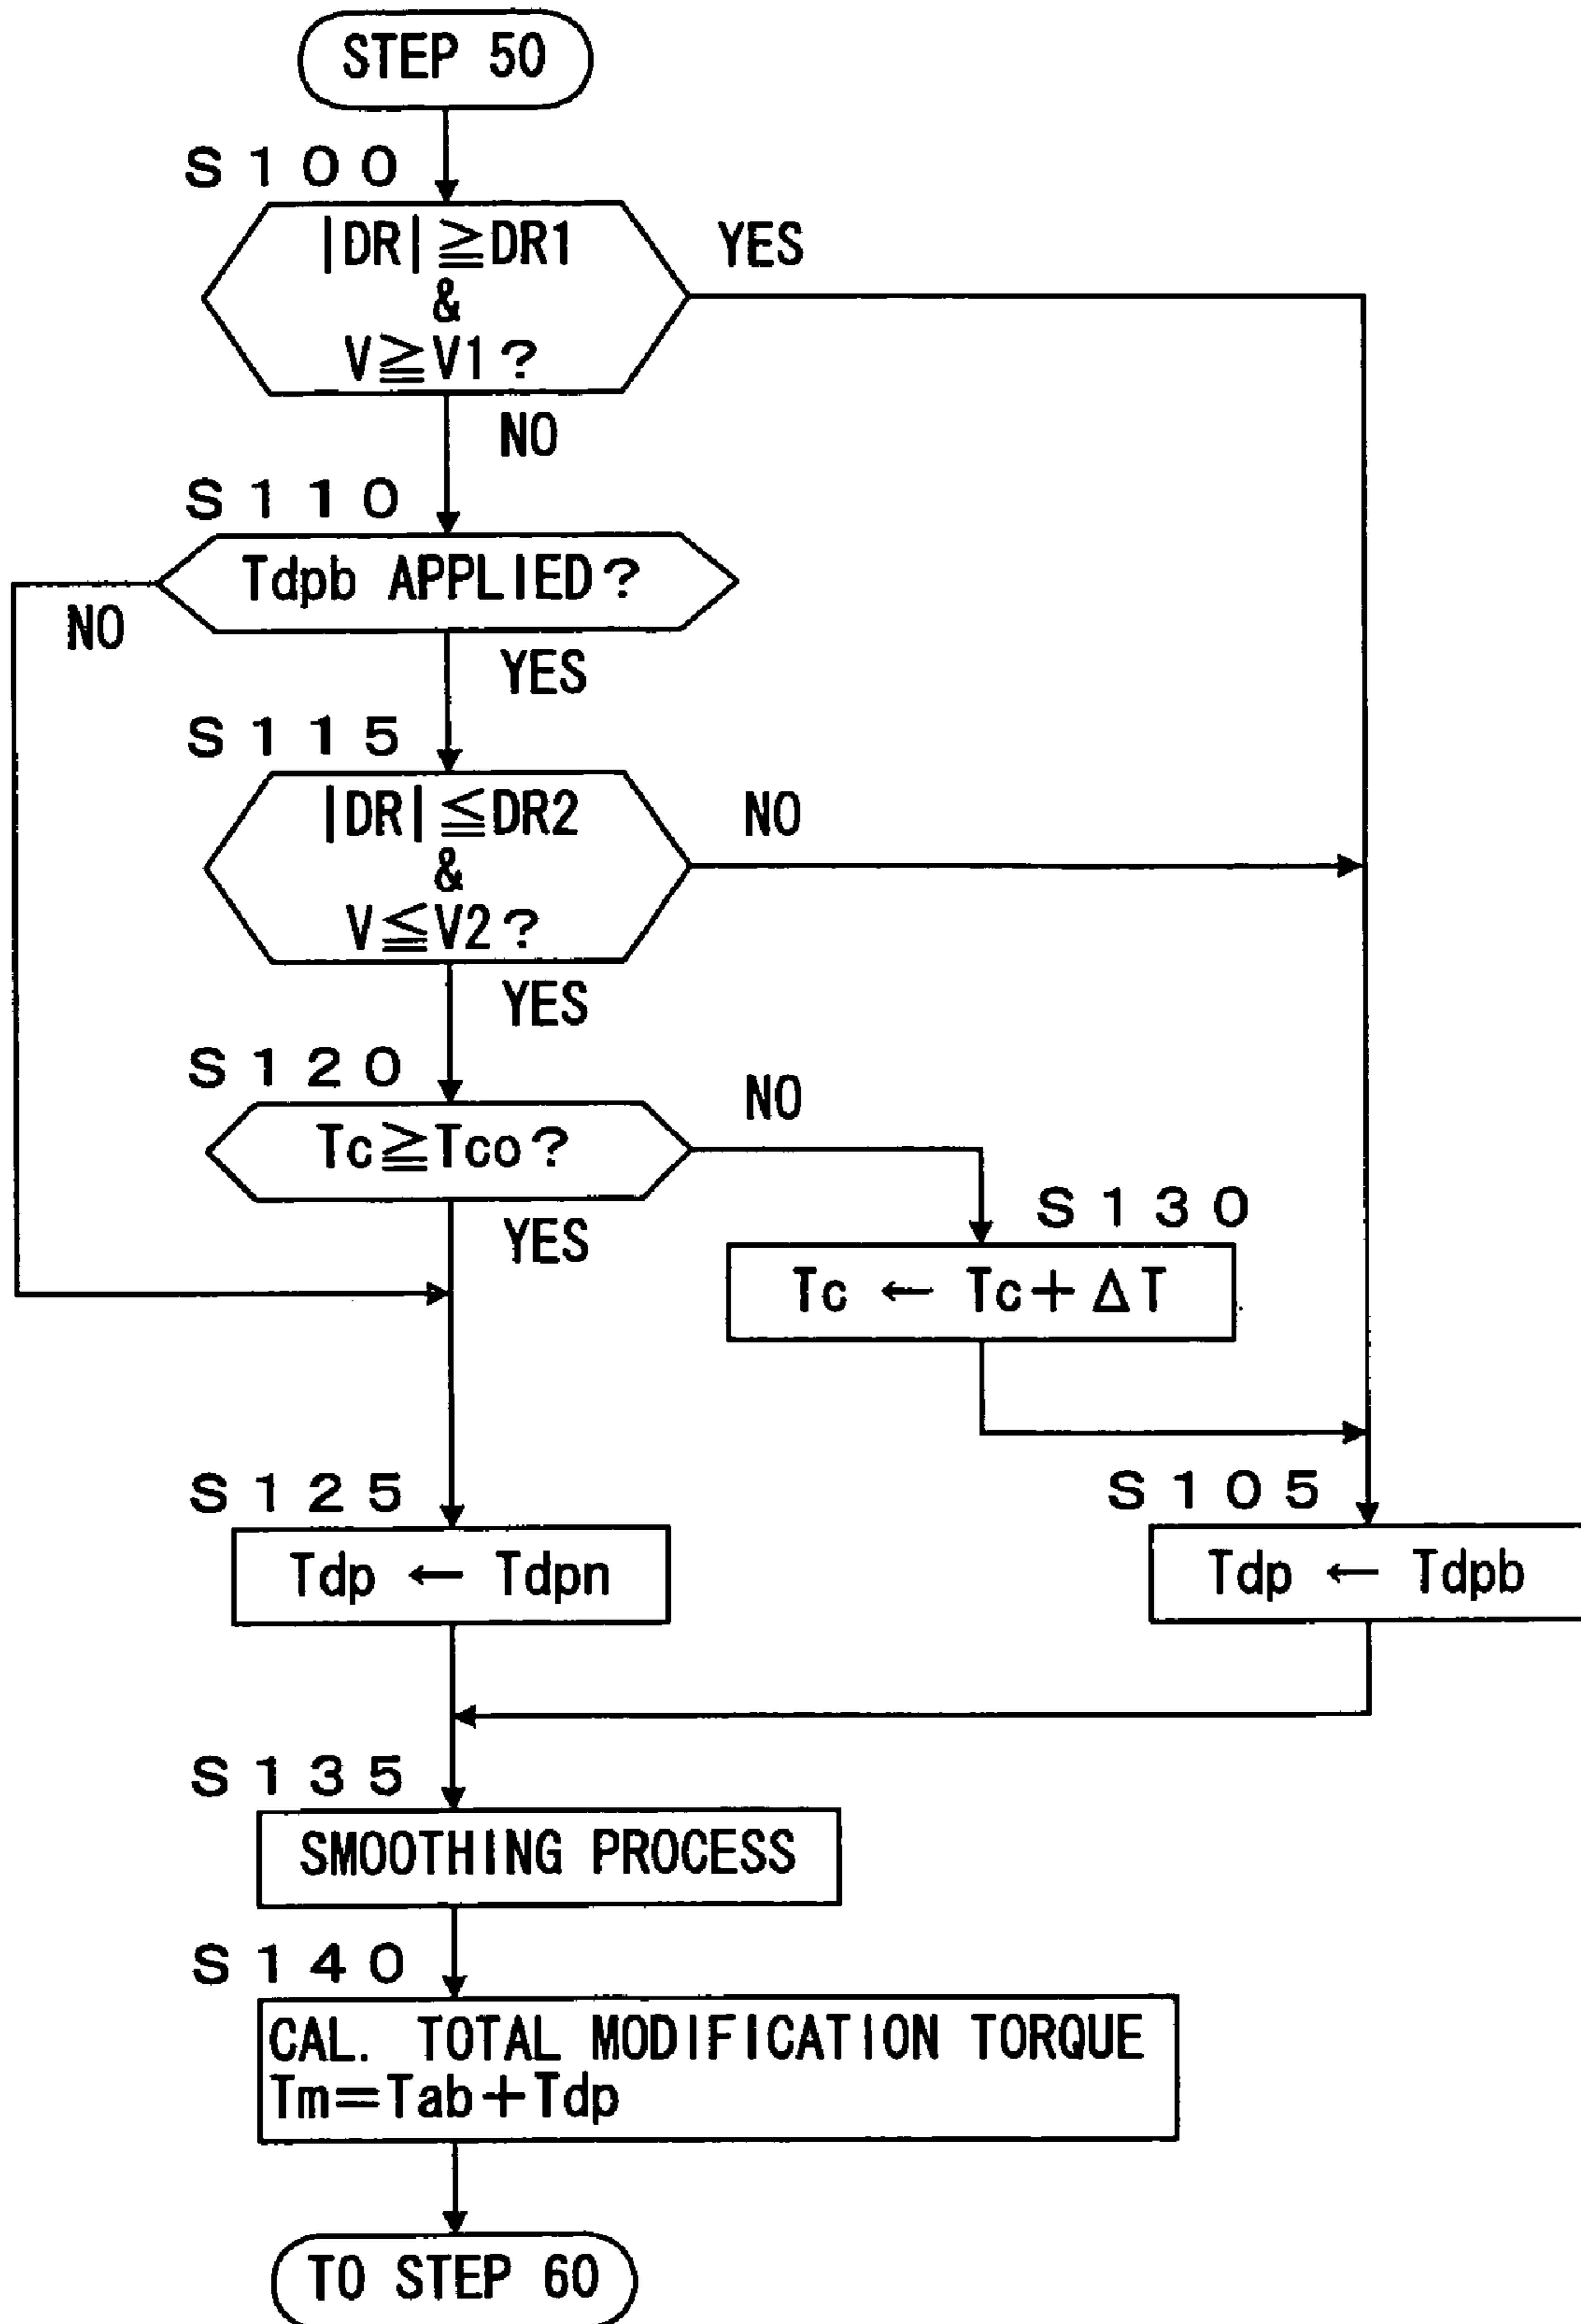 STEP 50
S100
|DR|≧DR1
&
V≧V1?
YES
NO
S110
Tdpb APPLIED?
NO
YES
S115
|DR|≦DR2
&
V≦V2?
NO
YES
S120
Tc≧Tco?
NO
YES
S130
Tc ← Tc+ΔT
S125
Tdp ← Tdpn
S105
Tdp ← Tdpb
S135
SMOOTHING PROCESS
S140
CAL. TOTAL MODIFICATION TORQUE
Tm=Tab+Tdp
TO STEP 60